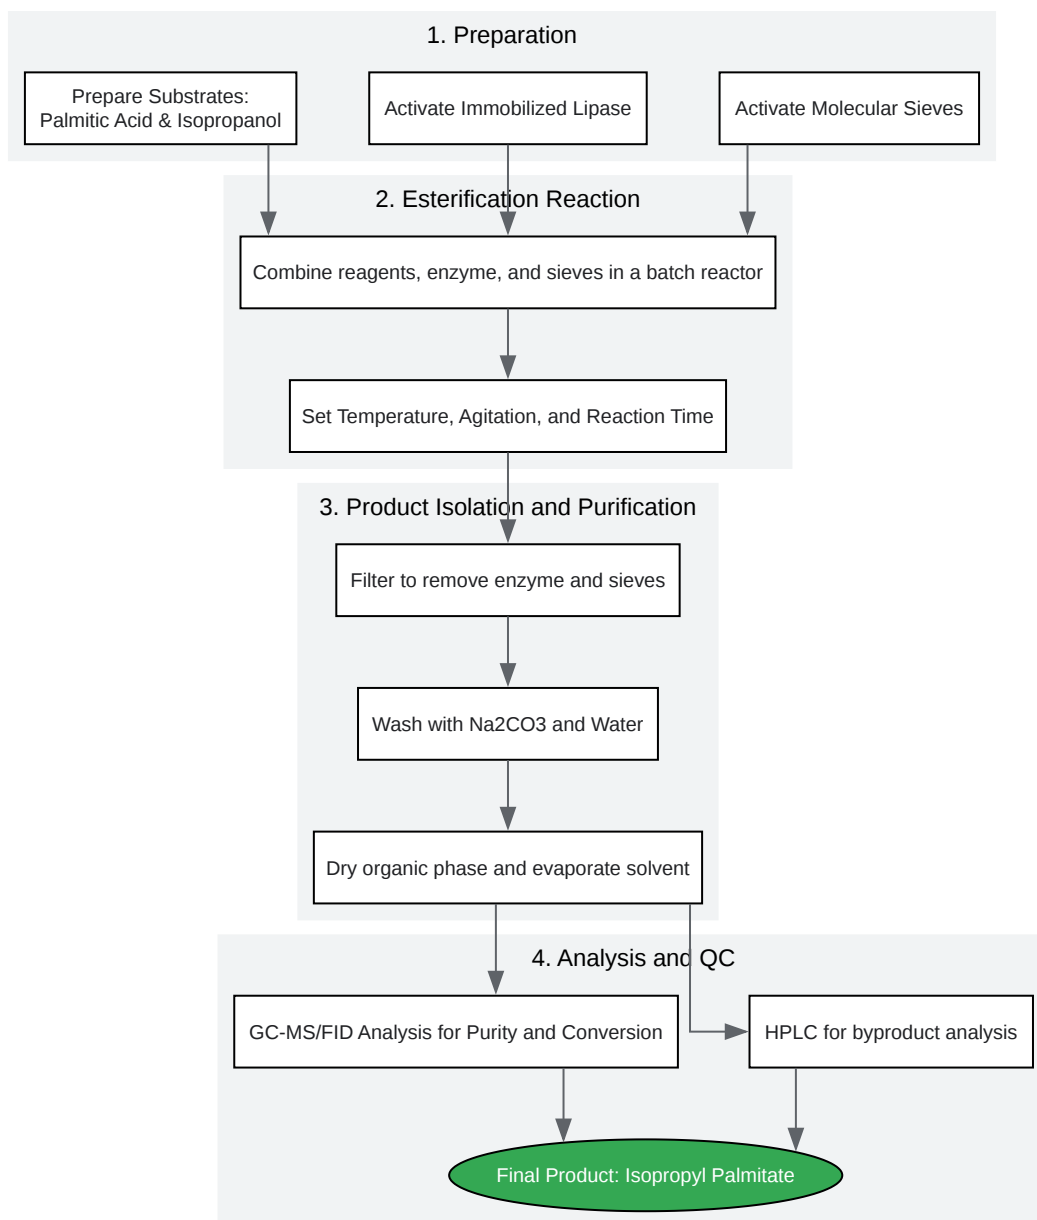 1. Preparation
Prepare Substrates:
Palmitic Acid & Isopropanol
Activate Immobilized Lipase
Activate Molecular Sieves
2. Esterification Reaction
Combine reagents, enzyme, and sieves in a batch reactor
Set Temperature, Agitation, and Reaction Time
3. Product Isolation and Purification
Filter to remove enzyme and sieves
Wash with Na2CO3 and Water
Dry organic phase and evaporate solvent
4. Analysis and QC
GC-MS/FID Analysis for Purity and Conversion
HPLC for byproduct analysis
Final Product: Isopropyl Palmitate